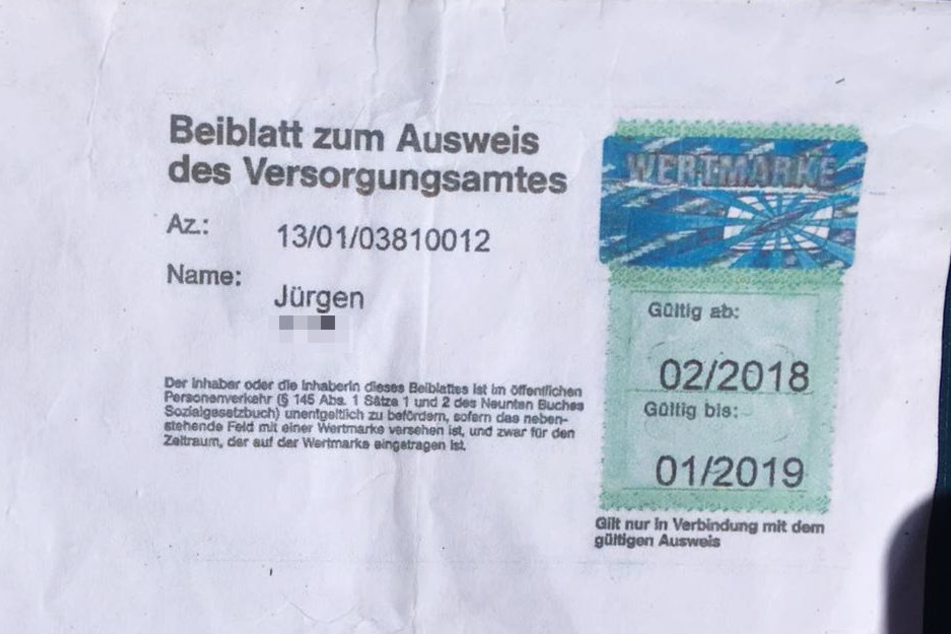 Beiblatt zum Ausweis
des Versorgungsamtes
Az.: 13/01/03810012
Name:
Jürgen
Der Inhaber oder die Inhaberin dieses Beiblattes ist im öffentlichen
Personenverkehr (§ 145 Abs. 1 Sätze 1 und 2 des Neunten Buches
Sozialgesetzbuch) unentgeltlich zu befördern, sofern das neben-
stehende Feld mit einer Wertmarke versehen ist, und zwar für den
Zeitraum, der auf der Wertmarke eingetragen ist.
WERTMARKE
Gültig ab:
02/2018
Gültig bis:
01/2019
Gilt nur in Verbindung mit dem
gültigen Ausweis